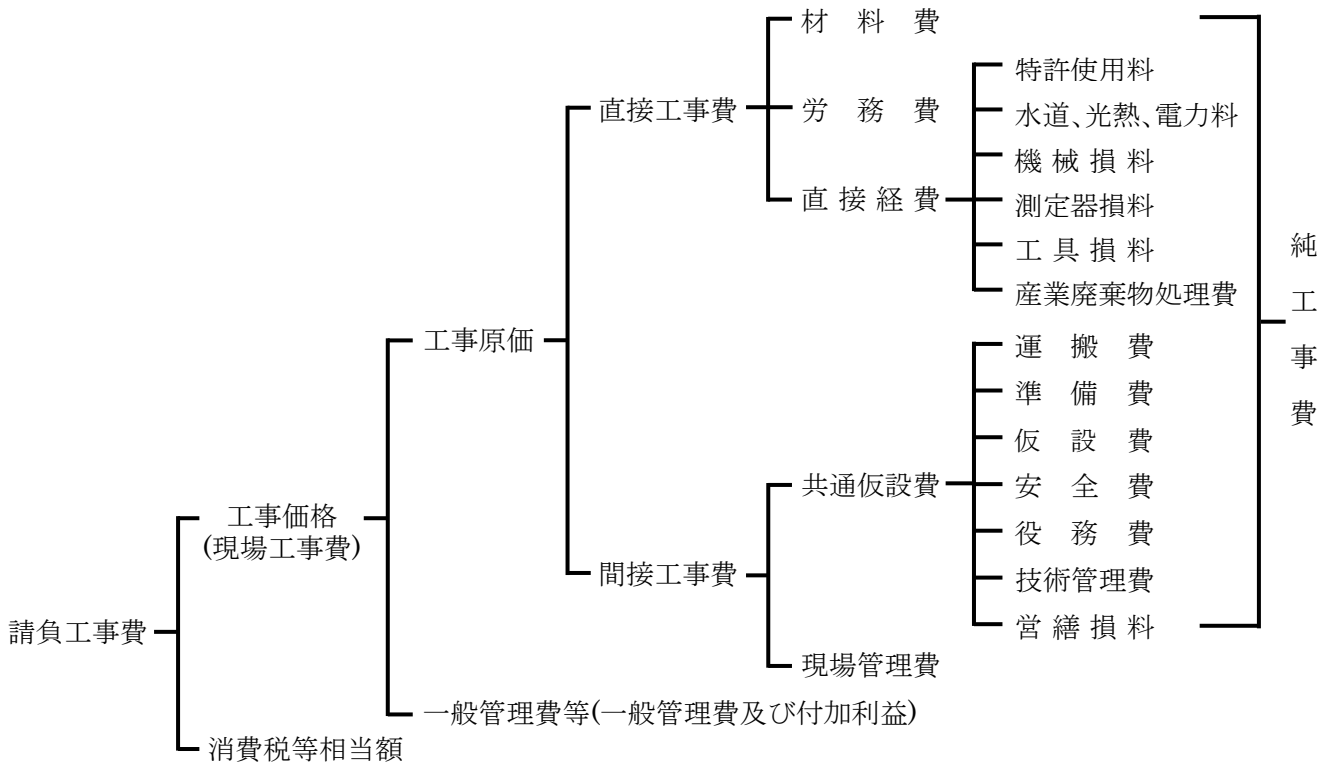 材料費
特許使用料
直接工事費
労務費
水道、光熱、電力料
機械損料
直接経費
測定器損料
工具損料
産業廃棄物処理費
純工事費
工事原価
運搬費
準備費
仮設費
共通仮設費
安全費
役務費
工事価格
(現場工事費)
間接工事費
技術管理費
営繕損料
請負工事費
現場管理費
一般管理費等(一般管理費及び付加利益)
消費税等相当額